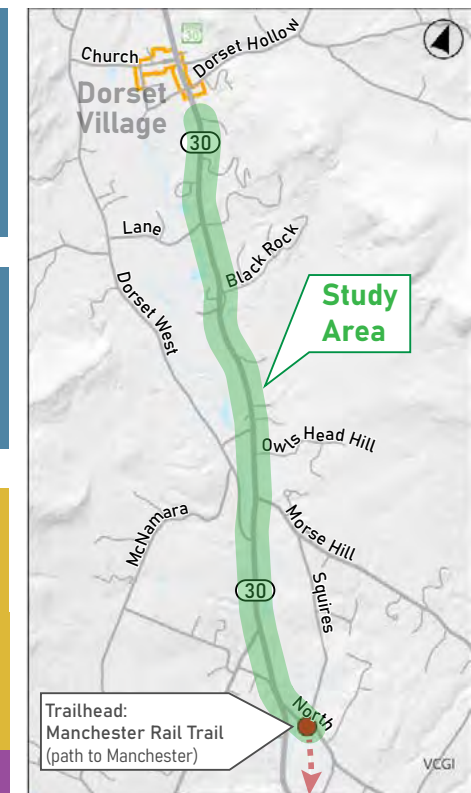 30
Church
Dorset Hollow
Dorset
Village
30
Lane
Black Rock
Dorset West
Study
Area
Owls Head Hill
McNamara
Morse Hill
Squires
30
North
Trailhead:
Manchester Rail Trail
(path to Manchester)
VCGI